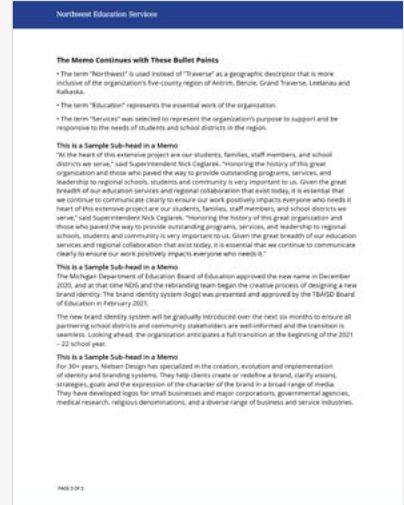 Northwest Education Services
The Memo Continues with These Bullet Points
• The term "Northwest" is used instead of "Traverse" as a geographic descriptor that is more
inclusive of the organization's five-county region of Antrim, Benzie, Grand Traverse, Leelanau and
Kalkaska.
• The term "Education" represents the essential work of the organization.
• The term "Services" was selected to represent the organization's purpose to support and be
responsive to the needs of students and school districts in the region.
This is a Sample Sub-head in a Memo
"At the heart of this extensive project are our students, families, staff members, and school
districts we serve," said Superintendent Nick Ceglarek. "Honoring the history of this great
organization and those who paved the way to provide outstanding programs, services, and
leadership to regional schools, students and community is very important to us. Given the great
breadth of our education services and regional collaboration that exist today, it is essential that
we continue to communicate clearly to ensure our work positively impacts everyone who needs it
heart of this extensive project are our students, families, staff members, and school districts we
serve," said Superintendent Nick Ceglarek. "Honoring the history of this great organization and
those who paved the way to provide outstanding programs, services, and leadership to regional
schools, students and community is very important to us. Given the great breadth of our education
services and regional collaboration that exist today, it is essential that we continue to communicate
clearly to ensure our work positively impacts everyone who needs it."
This is a Sample Sub-head in a Memo
The Michigan Department of Education Board of Education approved the new name in December
2020, and at that time NDG and the rebranding team began the creative process of designing a new
brand identity. The brand identity system (logo) was presented and approved by the TBAISD Board
of Education in February 2021.
The new brand identity system will be gradually introduced over the next six months to ensure all
partnering school districts and community stakeholders are well-informed and the transition is
seamless. Looking ahead, the organization anticipates a full transition at the beginning of the 2021
– 22 school year.
This is a Sample Sub-head in a Memo
For 30+ years, Nielsen Design has specialized in the creation, evolution and implementation
of identity and branding systems. They help clients create or redefine a brand, clarify visions,
strategies, goals and the expression of the character of the brand in a broad range of media.
They have developed logos for small businesses and major corporations, governmental agencies,
medical research, religious denominations, and a diverse range of business and service industries.
PAGE 2 OF 2